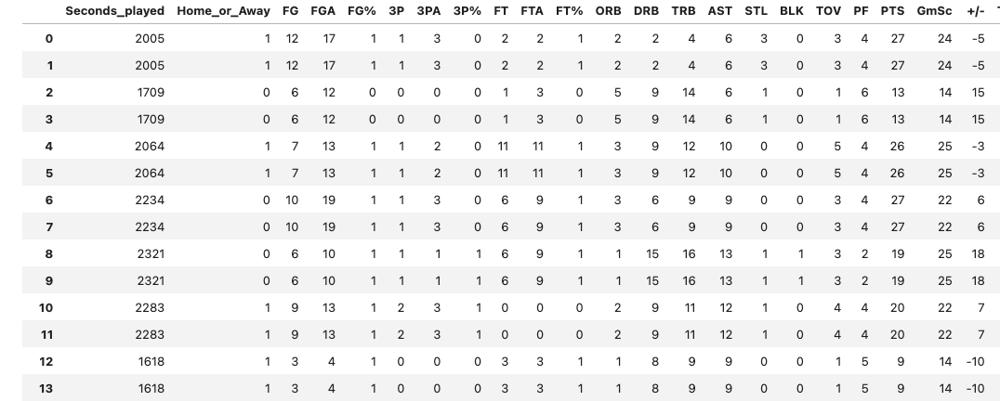 Seconds_played Home_or_Away FG FGA FG% 3P 3PA 3P% FT FTA FT% ORB DRB TRB AST STL BLK TOV PF PTS GmSc +/-
0 2005 1 12 17 1 1 3 0 2 2 1 2 2 4 6 3 0 3 4 27 24 -5
1 2005 1 12 17 1 1 3 0 2 2 1 2 2 4 6 3 0 3 4 27 24 -5
2 1709 0 6 12 0 0 0 0 1 3 0 5 9 14 6 1 0 1 6 13 14 15
3 1709 0 6 12 0 0 0 0 1 3 0 5 9 14 6 1 0 1 6 13 14 15
4 2064 1 7 13 1 1 2 0 11 11 1 3 9 12 10 0 0 5 4 26 25 -3
5 2064 1 7 13 1 1 2 0 11 11 1 3 9 12 10 0 0 5 4 26 25 -3
6 2234 0 10 19 1 1 3 0 6 9 1 3 6 9 9 0 0 3 4 27 22 6
7 2234 0 10 19 1 1 3 0 6 9 1 3 6 9 9 0 0 3 4 27 22 6
8 2321 0 6 10 1 1 1 1 6 9 1 1 15 16 13 1 1 3 2 19 25 18
9 2321 0 6 10 1 1 1 1 6 9 1 1 15 16 13 1 1 3 2 19 25 18
10 2283 1 9 13 1 2 3 1 0 0 0 2 9 11 12 1 0 4 4 20 22 7
11 2283 1 9 13 1 2 3 1 0 0 0 2 9 11 12 1 0 4 4 20 22 7
12 1618 1 3 4 1 0 0 0 3 3 1 1 8 9 9 0 0 1 5 9 14 -10
13 1618 1 3 4 1 0 0 0 3 3 1 1 8 9 9 0 0 1 5 9 14 -10